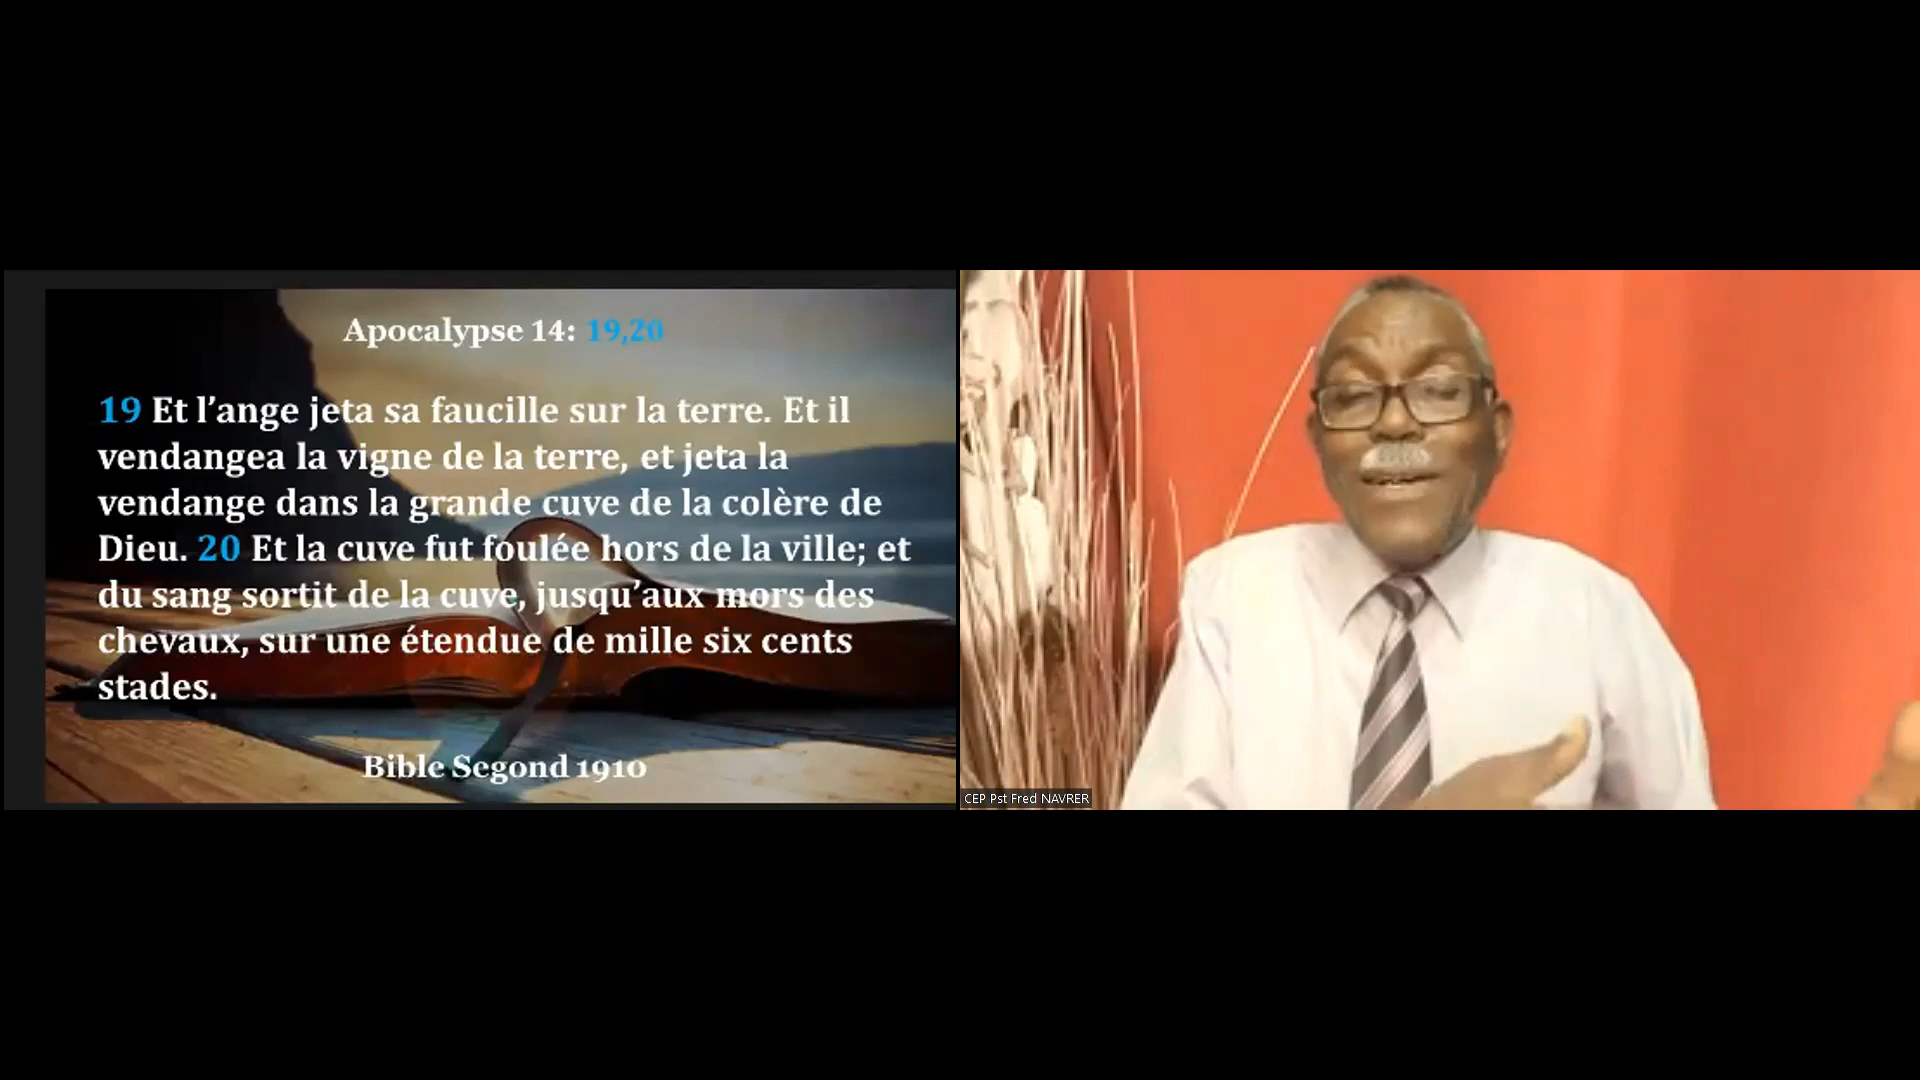 Apocalypse 14: 19,20
19 Et l’ange jeta sa faucille sur la terre. Et il
vendangea la vigne de la terre, et jeta la
vendange dans la grande cuve de la colère de
Dieu. 20 Et la cuve fut foulée hors de la ville; et
du sang sortit de la cuve, jusqu’aux mors des
chevaux, sur une étendue de mille six cents
stades.
Bible Segond 1910
CEP Pst Fred NAVRER